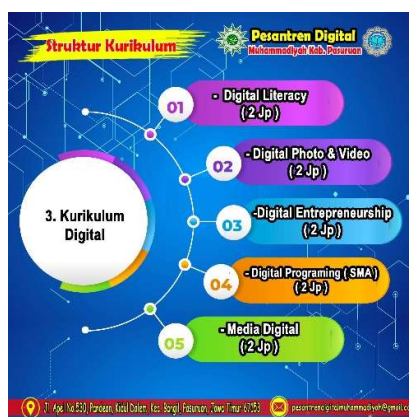 Struktur Kurikulum
Pesantren Digital
Muhammadiyah Kab. Pasuruan
01
- Digital Literacy
( 2 Jp )
02
- Digital Photo & Video
( 2 Jp )
3. Kurikulum
Digital
03
-Digital Entrepreneurship
( 2 Jp )
04
- Digital Programing ( SMA )
( 2 Jp )
05
- Media Digital
( 2 Jp )
Jl. Apel No.530, Kidul Dalem, Kec. Bangil, Pasuruan, Jawa Timur 67153